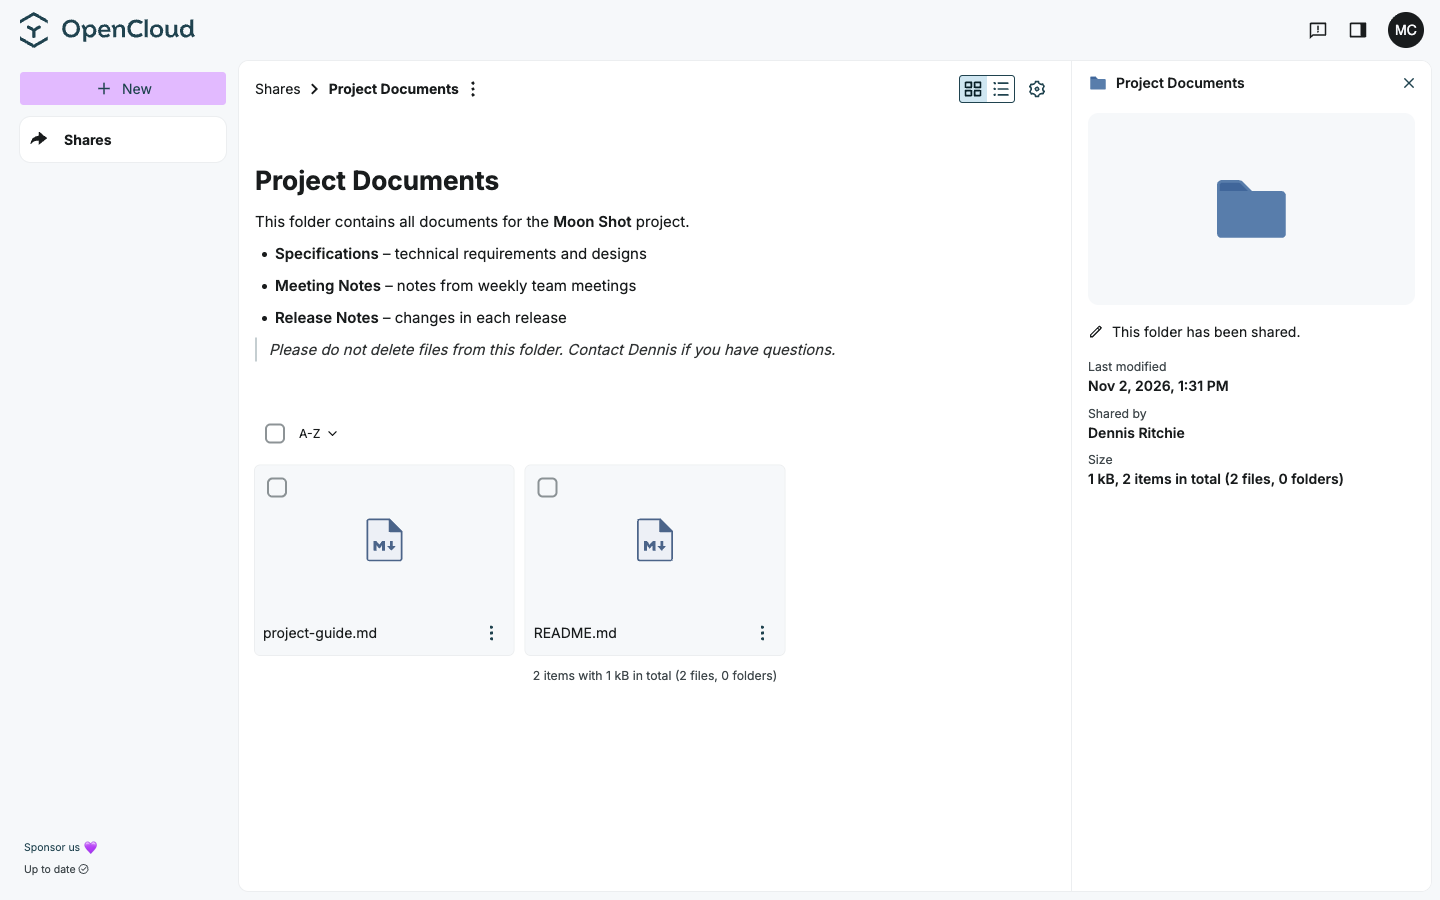 OpenCloud
MC
New
Shares
Sponsor us 💜
Up to date
Shares
Project Documents
Project Documents
This folder contains all documents for the Moon Shot project.
• Specifications – technical requirements and designs
• Meeting Notes – notes from weekly team meetings
• Release Notes – changes in each release
Please do not delete files from this folder. Contact Dennis if you have questions.
A-Z
M
project-guide.md
M
README.md
2 items with 1 kB in total (2 files, 0 folders)
Project Documents
This folder has been shared.
Last modified
Nov 2, 2026, 1:31 PM
Shared by
Dennis Ritchie
Size
1 kB, 2 items in total (2 files, 0 folders)